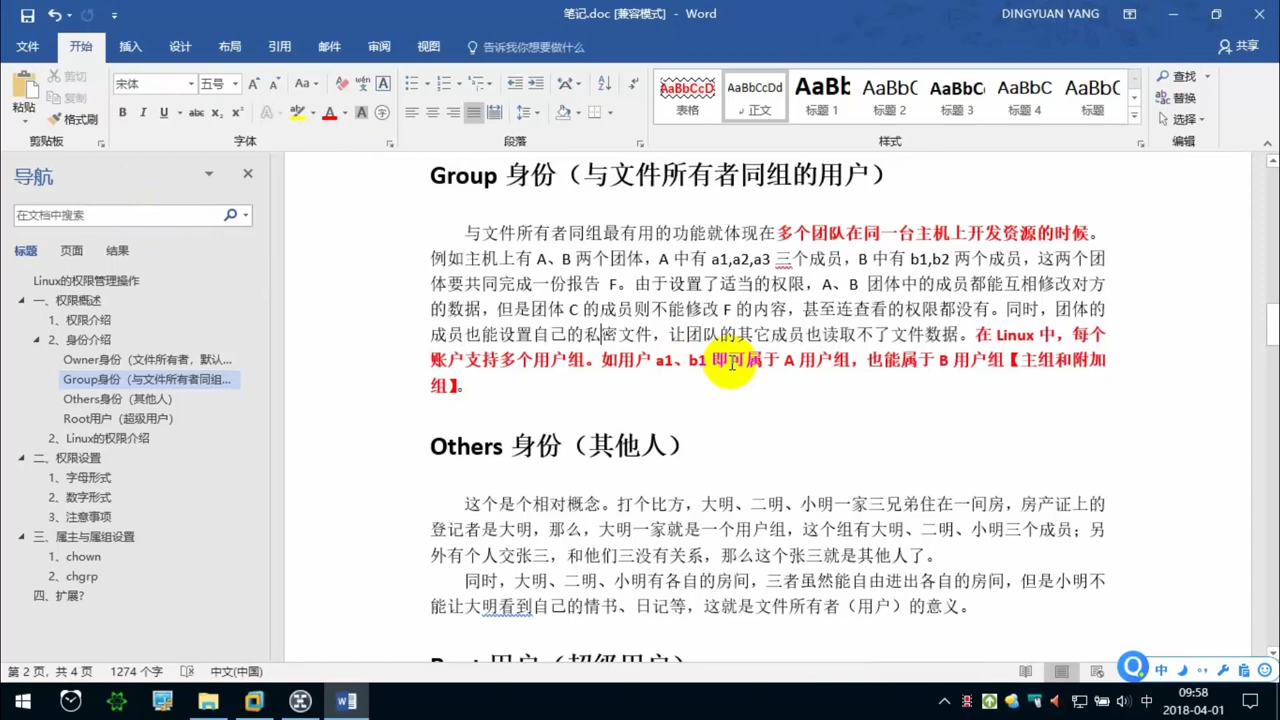 笔记.doc [兼容模式] - Word
DINGYUAN YANG
文件 开始 插入 设计 布局 引用 邮件 审阅 视图 告诉我你想要做什么 共享
粘贴
剪切
复制
格式刷
剪贴板
宋体 五号
字体
段落
AaBbCcD 表格
AaBbCcDd 正文
AaBb 标题 1
AaBbC 标题 2
AaBbC 标题 3
AaBbC 标题 4
AaBbC 标题
样式
查找
替换
选择
编辑
导航
在文档中搜索
标题 页面 结果
Linux的权限管理操作
一、权限概述
1、权限介绍
2、身份介绍
Owner身份（文件所有者，默认...
Group身份（与文件所有者同组...
Others身份（其他人）
Root用户（超级用户）
2、Linux的权限介绍
二、权限设置
1、字母形式
2、数字形式
3、注意事项
三、属主与属组设置
1、chown
2、chgrp
四、扩展?
Group 身份（与文件所有者同组的用户）
与文件所有者同组最有用的功能就体现在多个团队在同一台主机上开发资源的时候。
例如主机上有 A、B 两个团体，A 中有 a1,a2,a3 三个成员，B 中有 b1,b2 两个成员，这两个团
体要共同完成一份报告 F。由于设置了适当的权限，A、B 团体中的成员都能互相修改对方
的数据，但是团体 C 的成员则不能修改 F 的内容，甚至连查看的权限都没有。同时，团体的
成员也能设置自己的私密文件，让团队的其它成员也读取不了文件数据。在 Linux 中，每个
账户支持多个用户组。如用户 a1、b1 即可属于 A 用户组，也能属于 B 用户组【主组和附加
组】。
Others 身份（其他人）
这个是个相对概念。打个比方，大明、二明、小明一家三兄弟住在一间房，房产证上的
登记者是大明，那么，大明一家就是一个用户组，这个组有大明、二明、小明三个成员；另
外有个人交张三，和他们三没有关系，那么这个张三就是其他人了。
同时，大明、二明、小明有各自的房间，三者虽然能自由进出各自的房间，但是小明不
能让大明看到自己的情书、日记等，这就是文件所有者（用户）的意义。
Root 用户（超级用户）
第 2 页，共 4 页 1274 个字 中文(中国)
中
中
09:58
2018-04-01